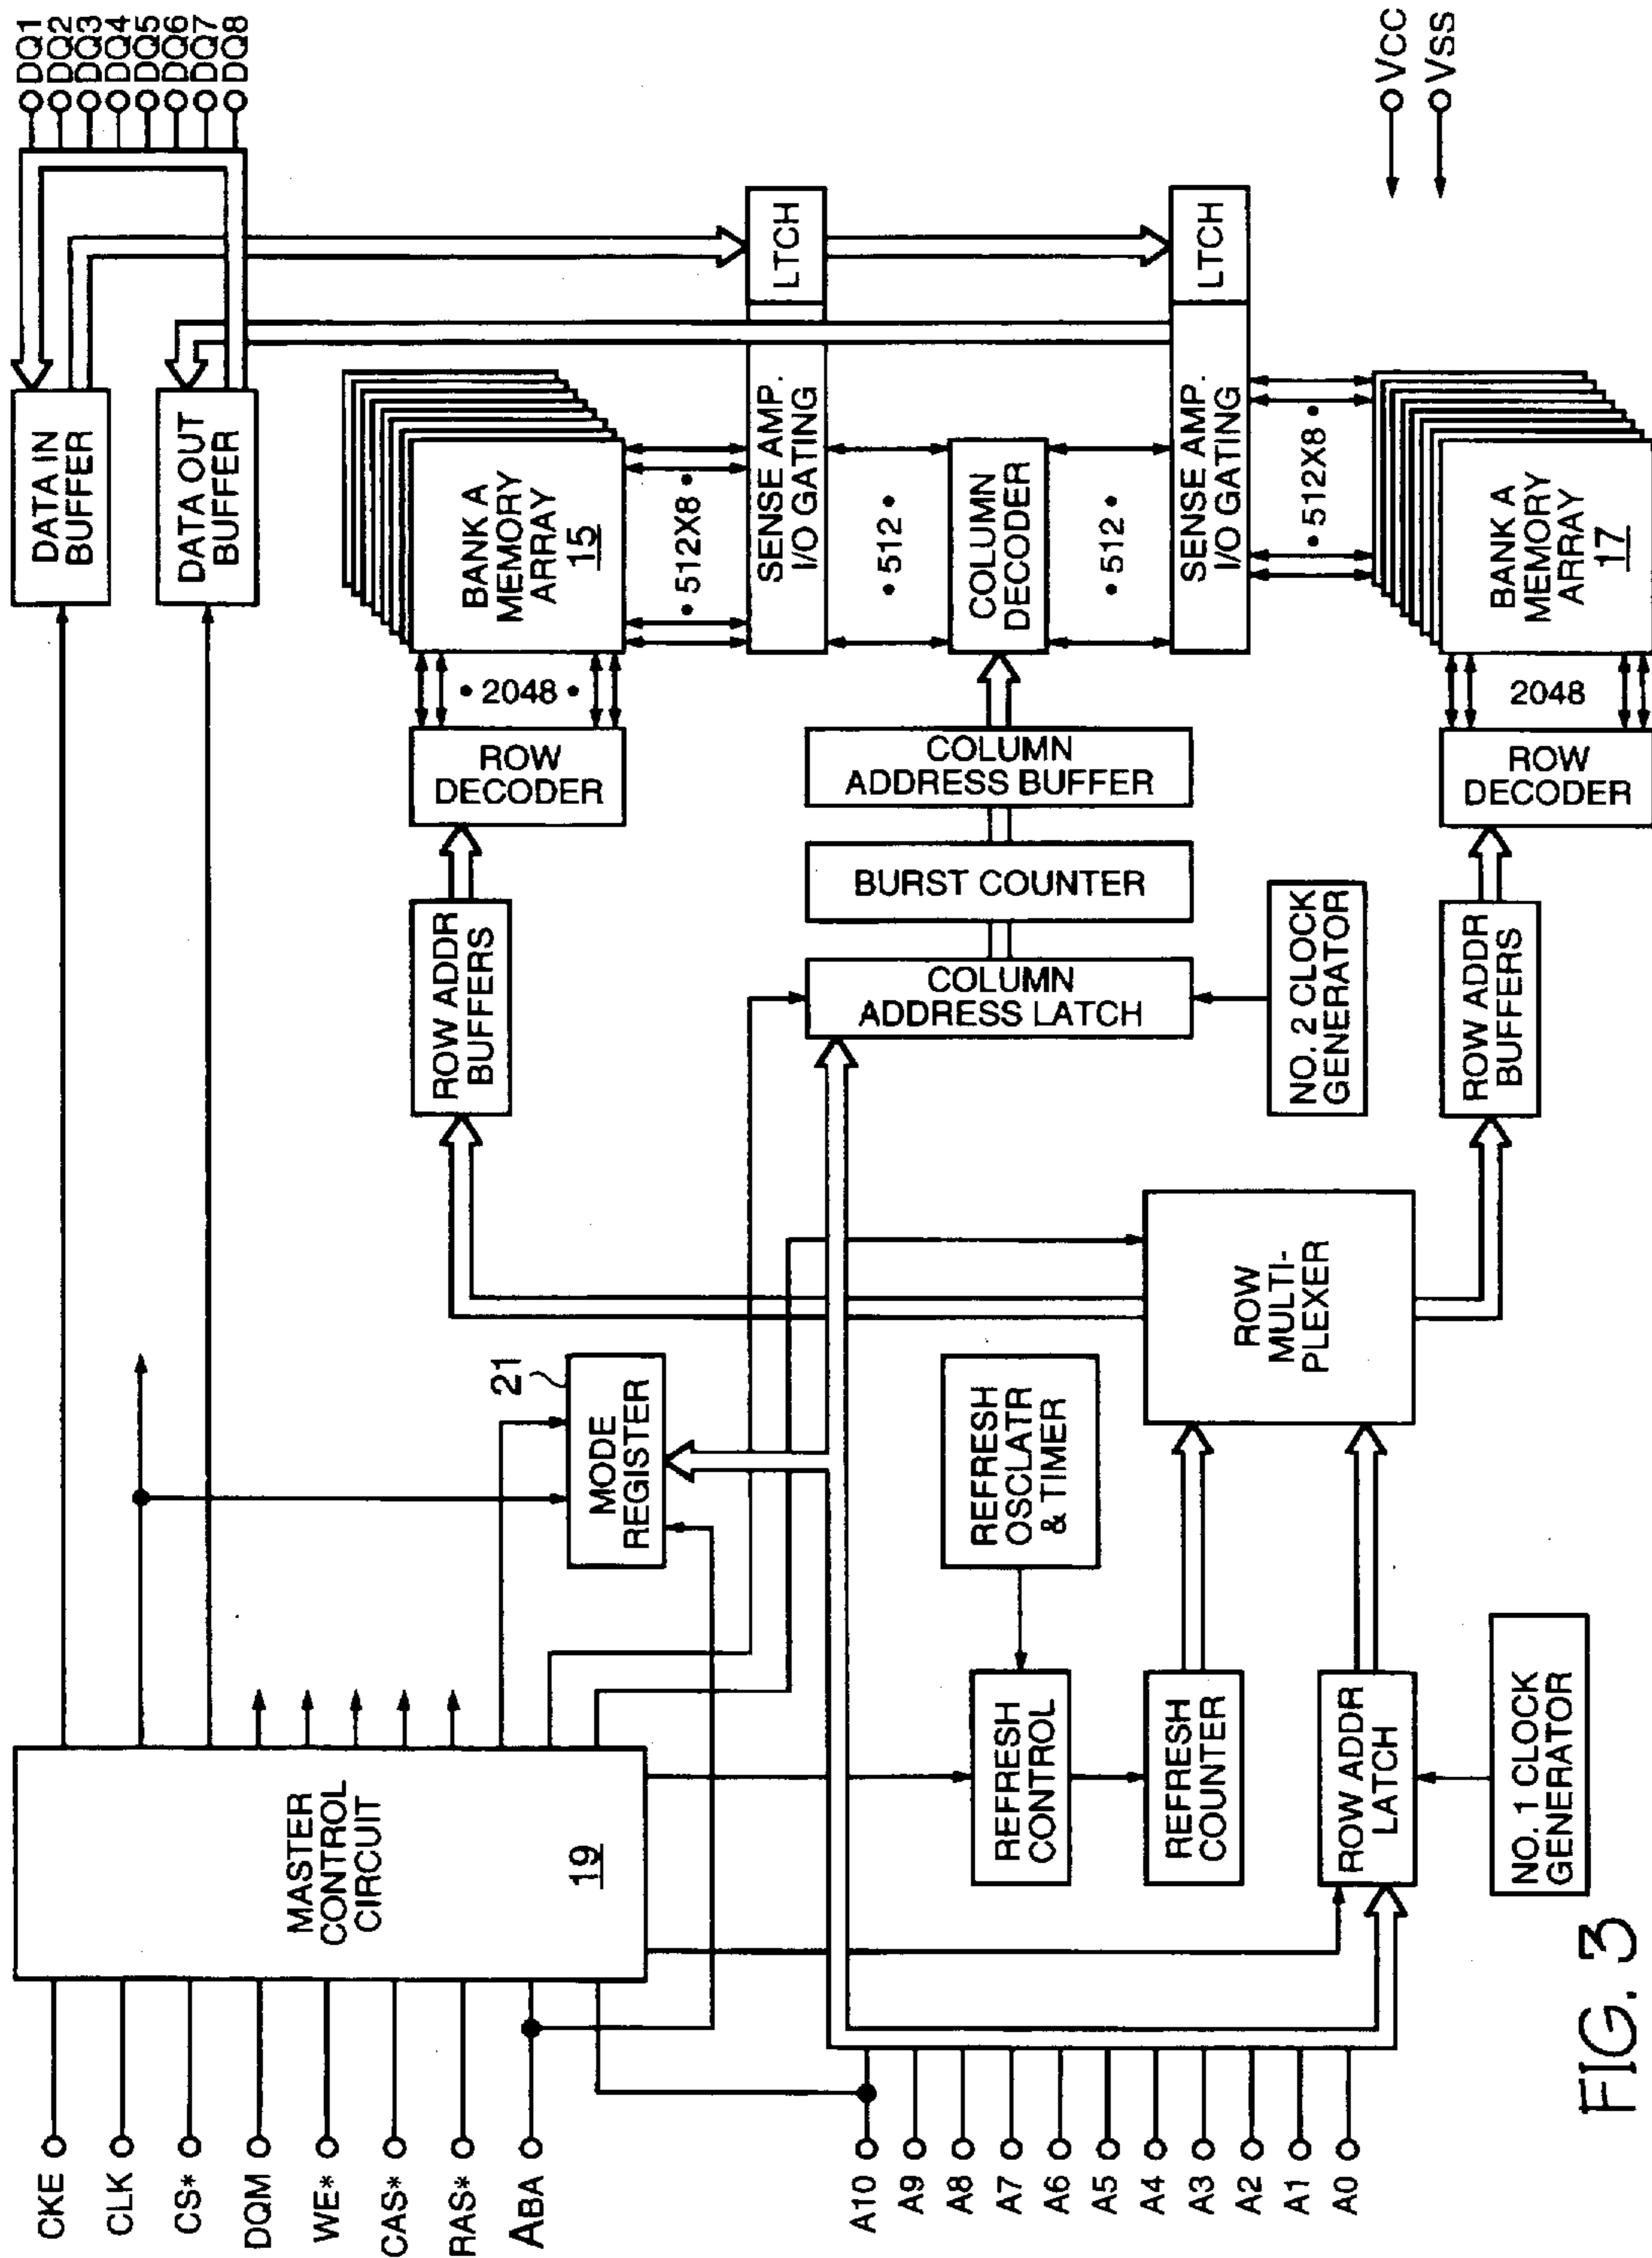 DQ1
DQ2
DQ3
DQ4
DQ5
DQ6
DQ7
DQ8
DATA IN
BUFFER
DATA OUT
BUFFER
BANK A
MEMORY
ARRAY
15
• 512X8 •
SENSE AMP.
I/O GATING
LTCH
• 512 •
COLUMN
DECODER
• 512 •
SENSE AMP.
I/O GATING
LTCH
• 512X8 •
BANK A
MEMORY
ARRAY
17
VCC
VSS
• 2048 •
ROW
DECODER
ROW ADDR
BUFFERS
COLUMN
ADDRESS BUFFER
BURST COUNTER
COLUMN
ADDRESS LATCH
NO. 2 CLOCK
GENERATOR
2048
ROW
DECODER
ROW ADDR
BUFFERS
21
MODE
REGISTER
REFRESH
OSCLATR
& TIMER
ROW
MULTI-
PLEXER
MASTER
CONTROL
CIRCUIT
19
REFRESH
CONTROL
REFRESH
COUNTER
ROW ADDR
LATCH
NO. 1 CLOCK
GENERATOR
CKE
CLK
CS*
DQM
WE*
CAS*
RAS*
ABA
A10
A9
A8
A7
A6
A5
A4
A3
A2
A1
A0
FIG. 3